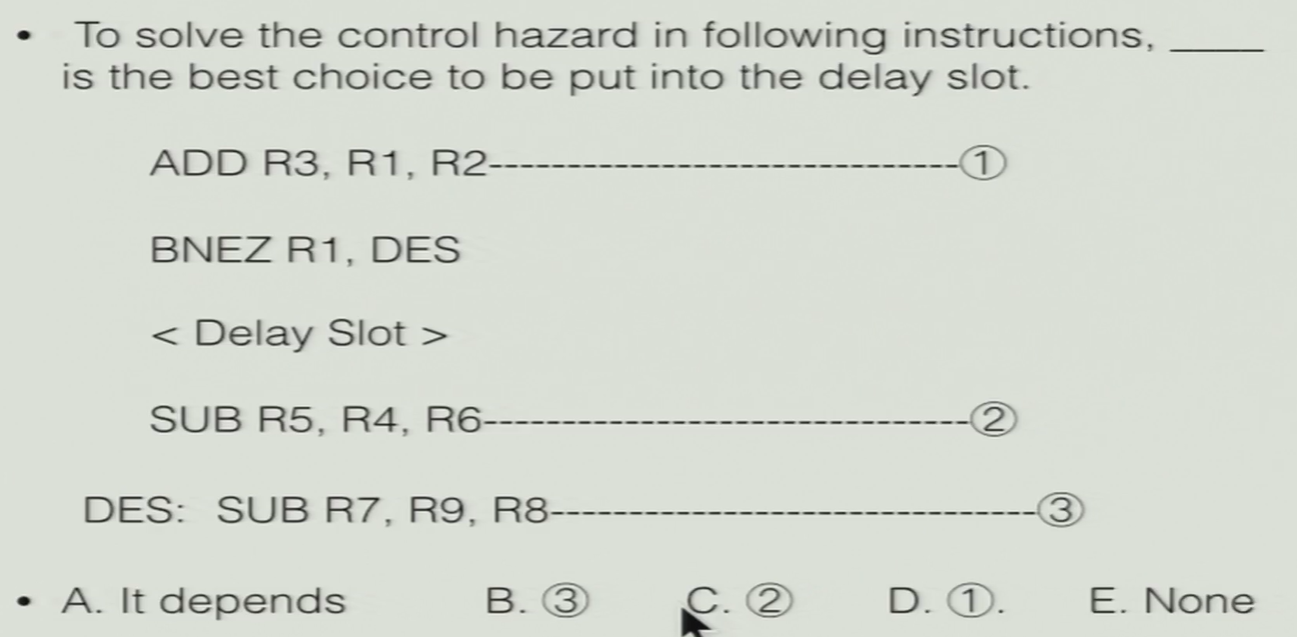 • To solve the control hazard in following instructions, ____
is the best choice to be put into the delay slot.
ADD R3, R1, R2------------------------------①
BNEZ R1, DES
< Delay Slot >
SUB R5, R4, R6-------------------------------②
DES: SUB R7, R9, R8-------------------------------③
• A. It depends B. ③ C. ② D. ①. E. None